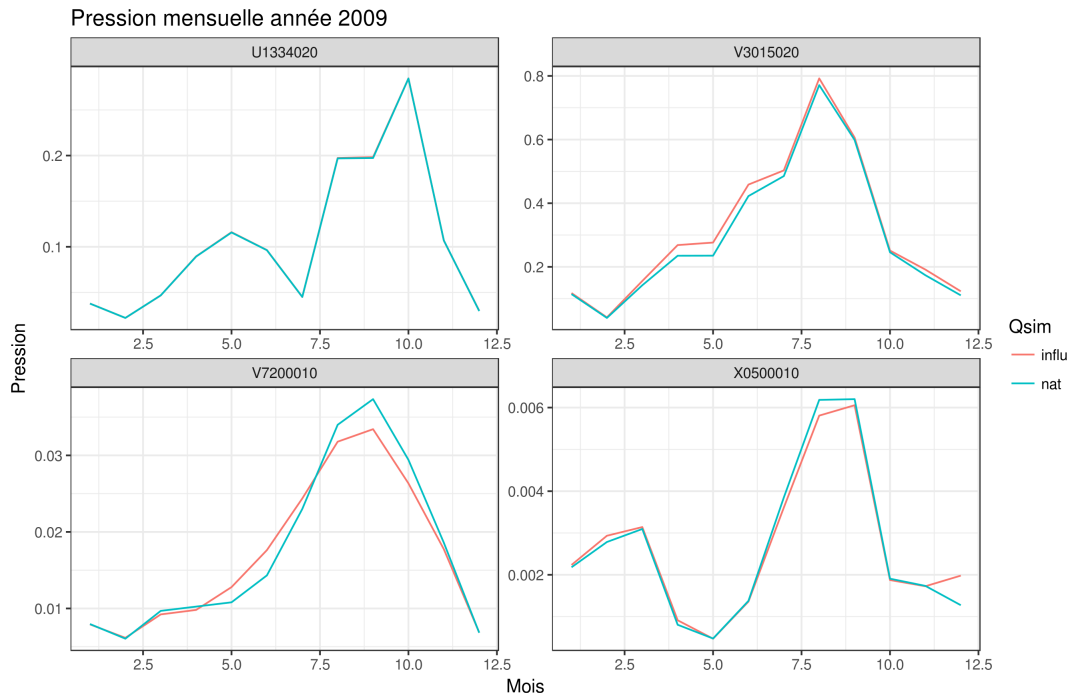 Pression mensuelle année 2009
U1334020
V3015020
0.2
0.1
0.8
0.6
0.4
0.2
2.5 5.0 7.5 10.0 12.5
2.5 5.0 7.5 10.0 12.5
Pression
V7200010
X0500010
0.03
0.02
0.01
0.006
0.004
0.002
2.5 5.0 7.5 10.0 12.5
2.5 5.0 7.5 10.0 12.5
Mois
Qsim
influ
nat